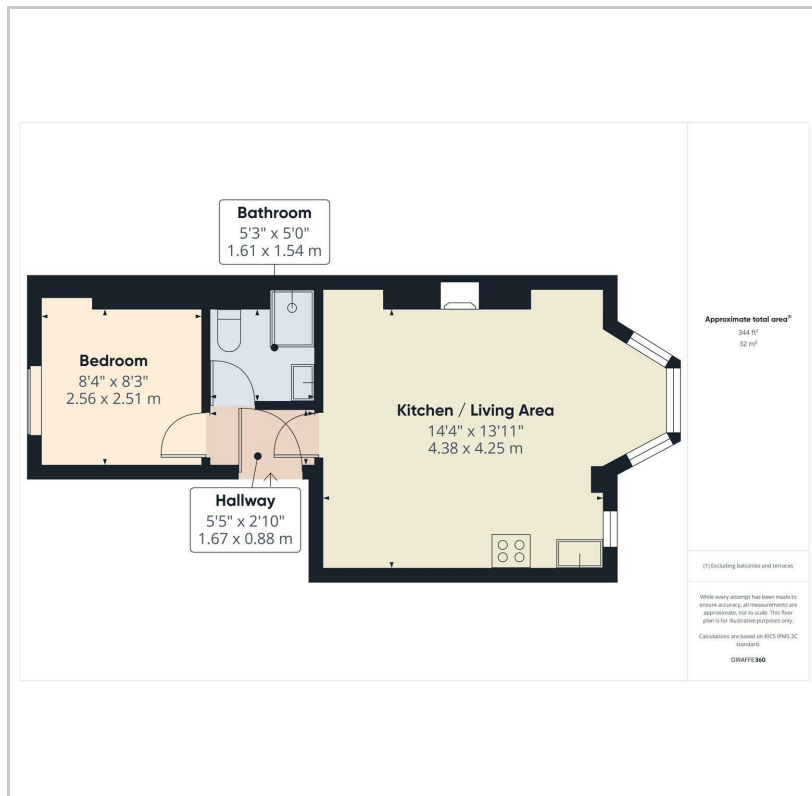 Bathroom
5'3" x 5'0"
1.61 x 1.54 m
Bedroom
8'4" x 8'3"
2.56 x 2.51 m
Kitchen / Living Area
14'4" x 13'11"
4.38 x 4.25 m
Hallway
5'5" x 2'10"
1.67 x 0.88 m
Approximate total area⁽¹⁾
344 ft²
32 m²
(1) Excluding balconies and terraces
While every attempt has been made to
ensure accuracy, all measurements are
approximate, not to scale. This floor
plan is for illustrative purposes only.
Calculations are based on RICS IPMS 3C
standard.
GIRAFFE360